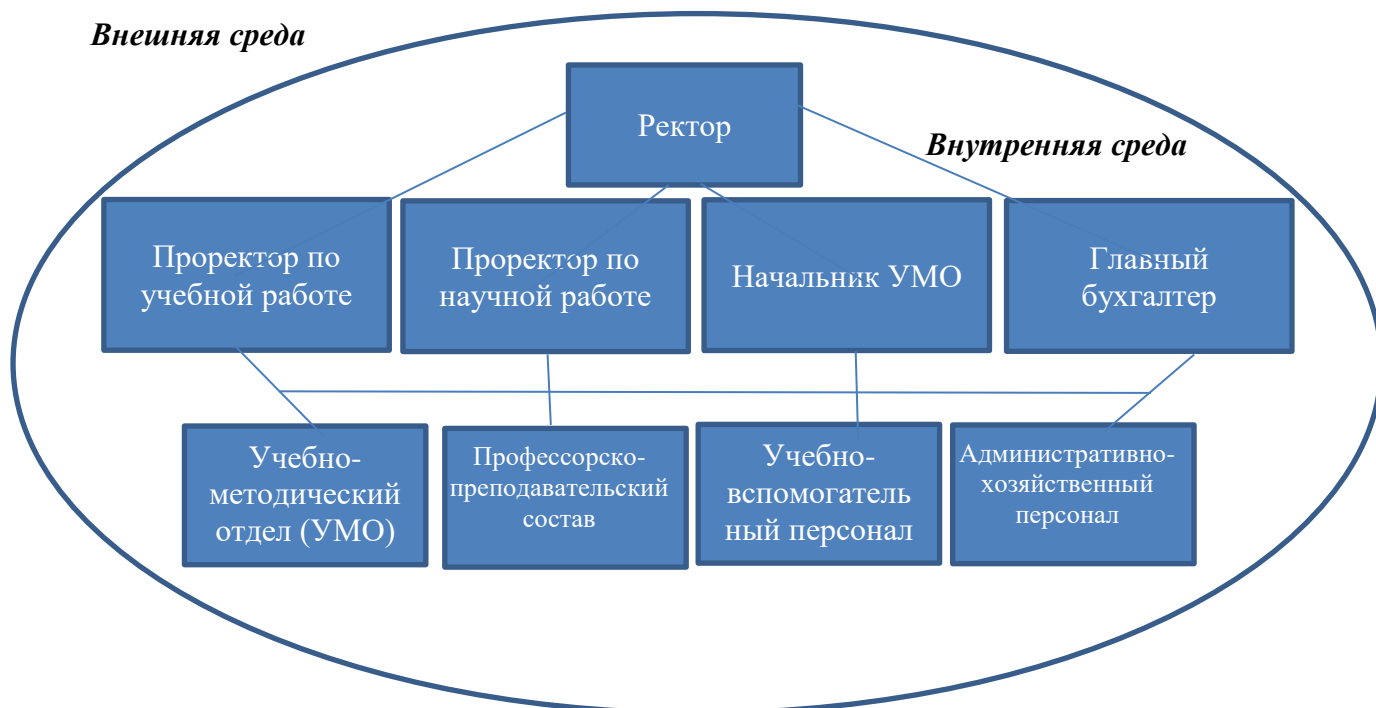 Внешняя среда
Ректор
Внутренняя среда
Проректор по
учебной работе
Проректор по
научной работе
Начальник УМО
Главный
бухгалтер
Учебно-
методический
отдел (УМО)
Профессорско-
преподавательский
состав
Учебно-
вспомогатель
ный персонал
Административно-
хозяйственный
персонал